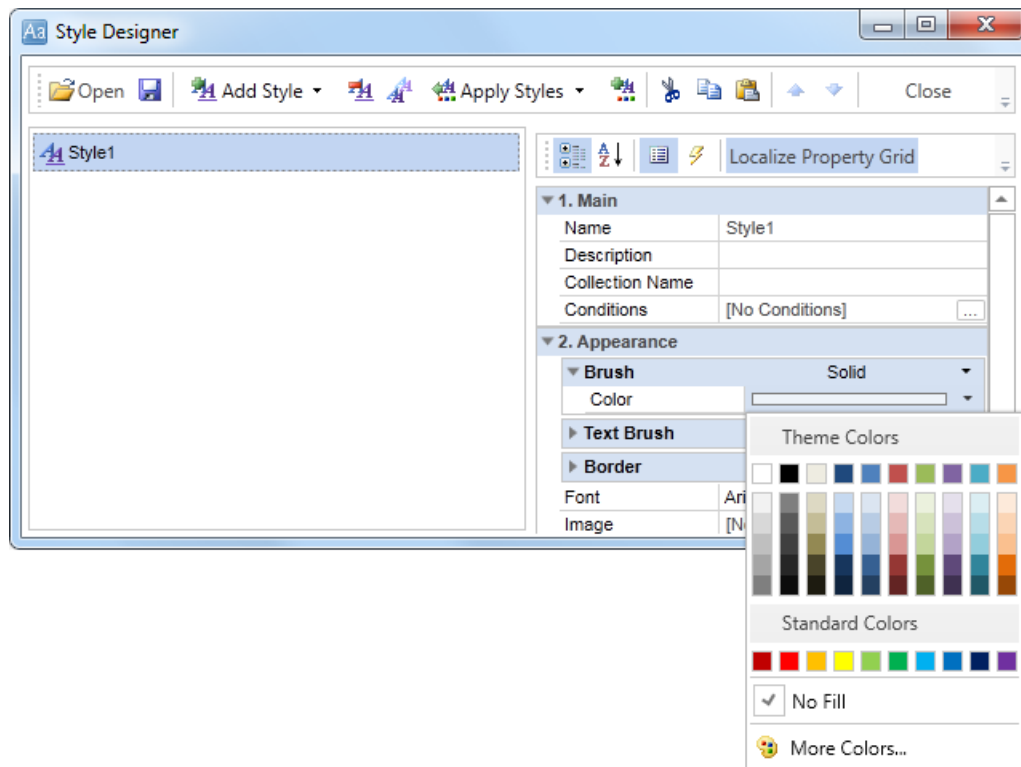 Aa Style Designer
Open Add Style Apply Styles Close
Style1
Localize Property Grid
1. Main
Name Style1
Description
Collection Name
Conditions [No Conditions] ...
2. Appearance
Brush Solid
Color
Text Brush
Border
Font
Image
Theme Colors
Standard Colors
No Fill
More Colors...